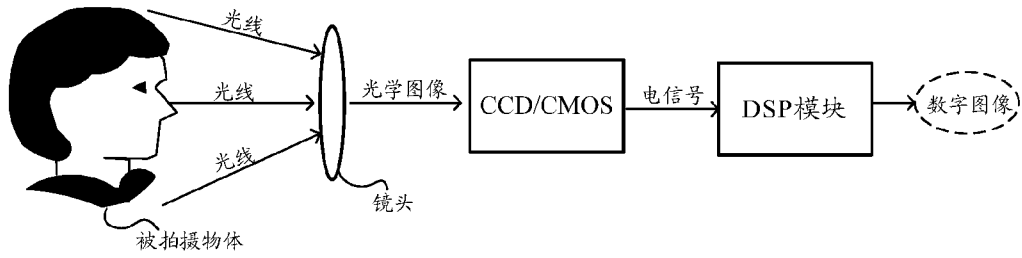 光线
光线
光线
光学图像
CCD/CMOS
电信号
DSP模块
数字图像
镜头
被拍摄物体